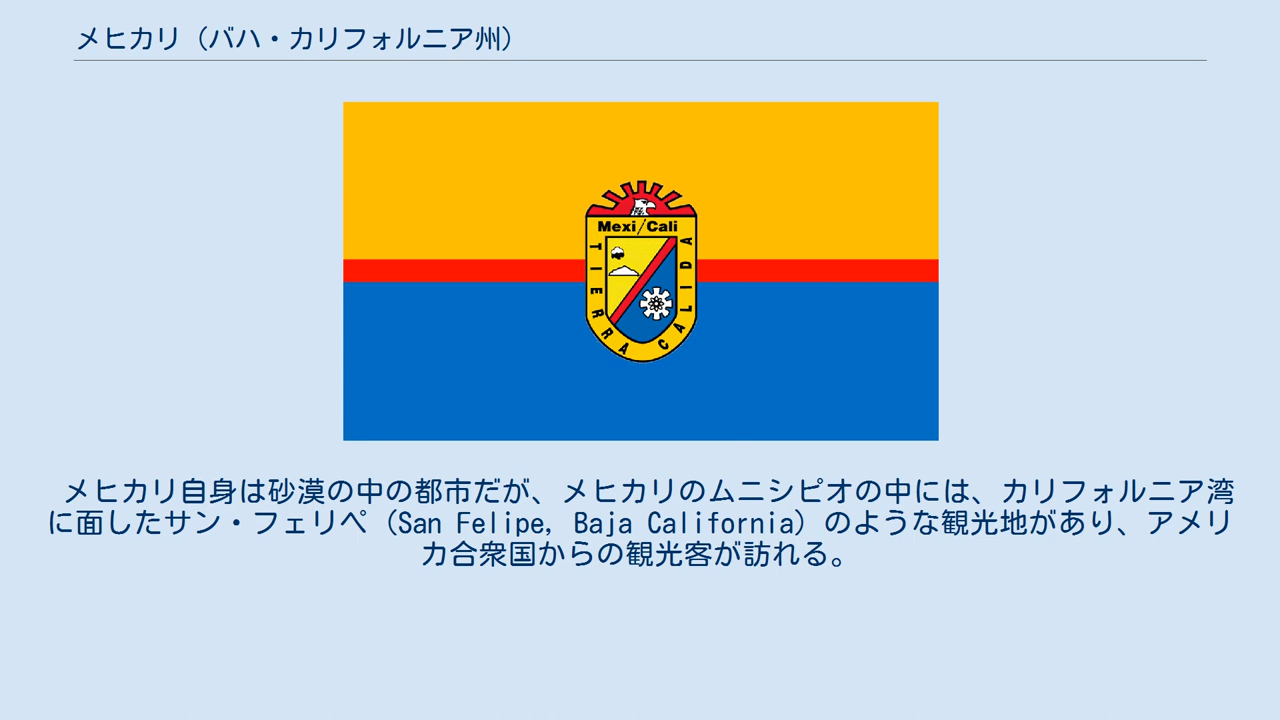 メヒカリ（バハ・カリフォルニア州）
Mexi/Cali
TIERRA CALIDA
メヒカリ自身は砂漠の中の都市だが、メヒカリのムニシピオの中には、カリフォルニア湾
に面したサン・フェリペ（San Felipe, Baja California）のような観光地があり、アメリ
カ合衆国からの観光客が訪れる。